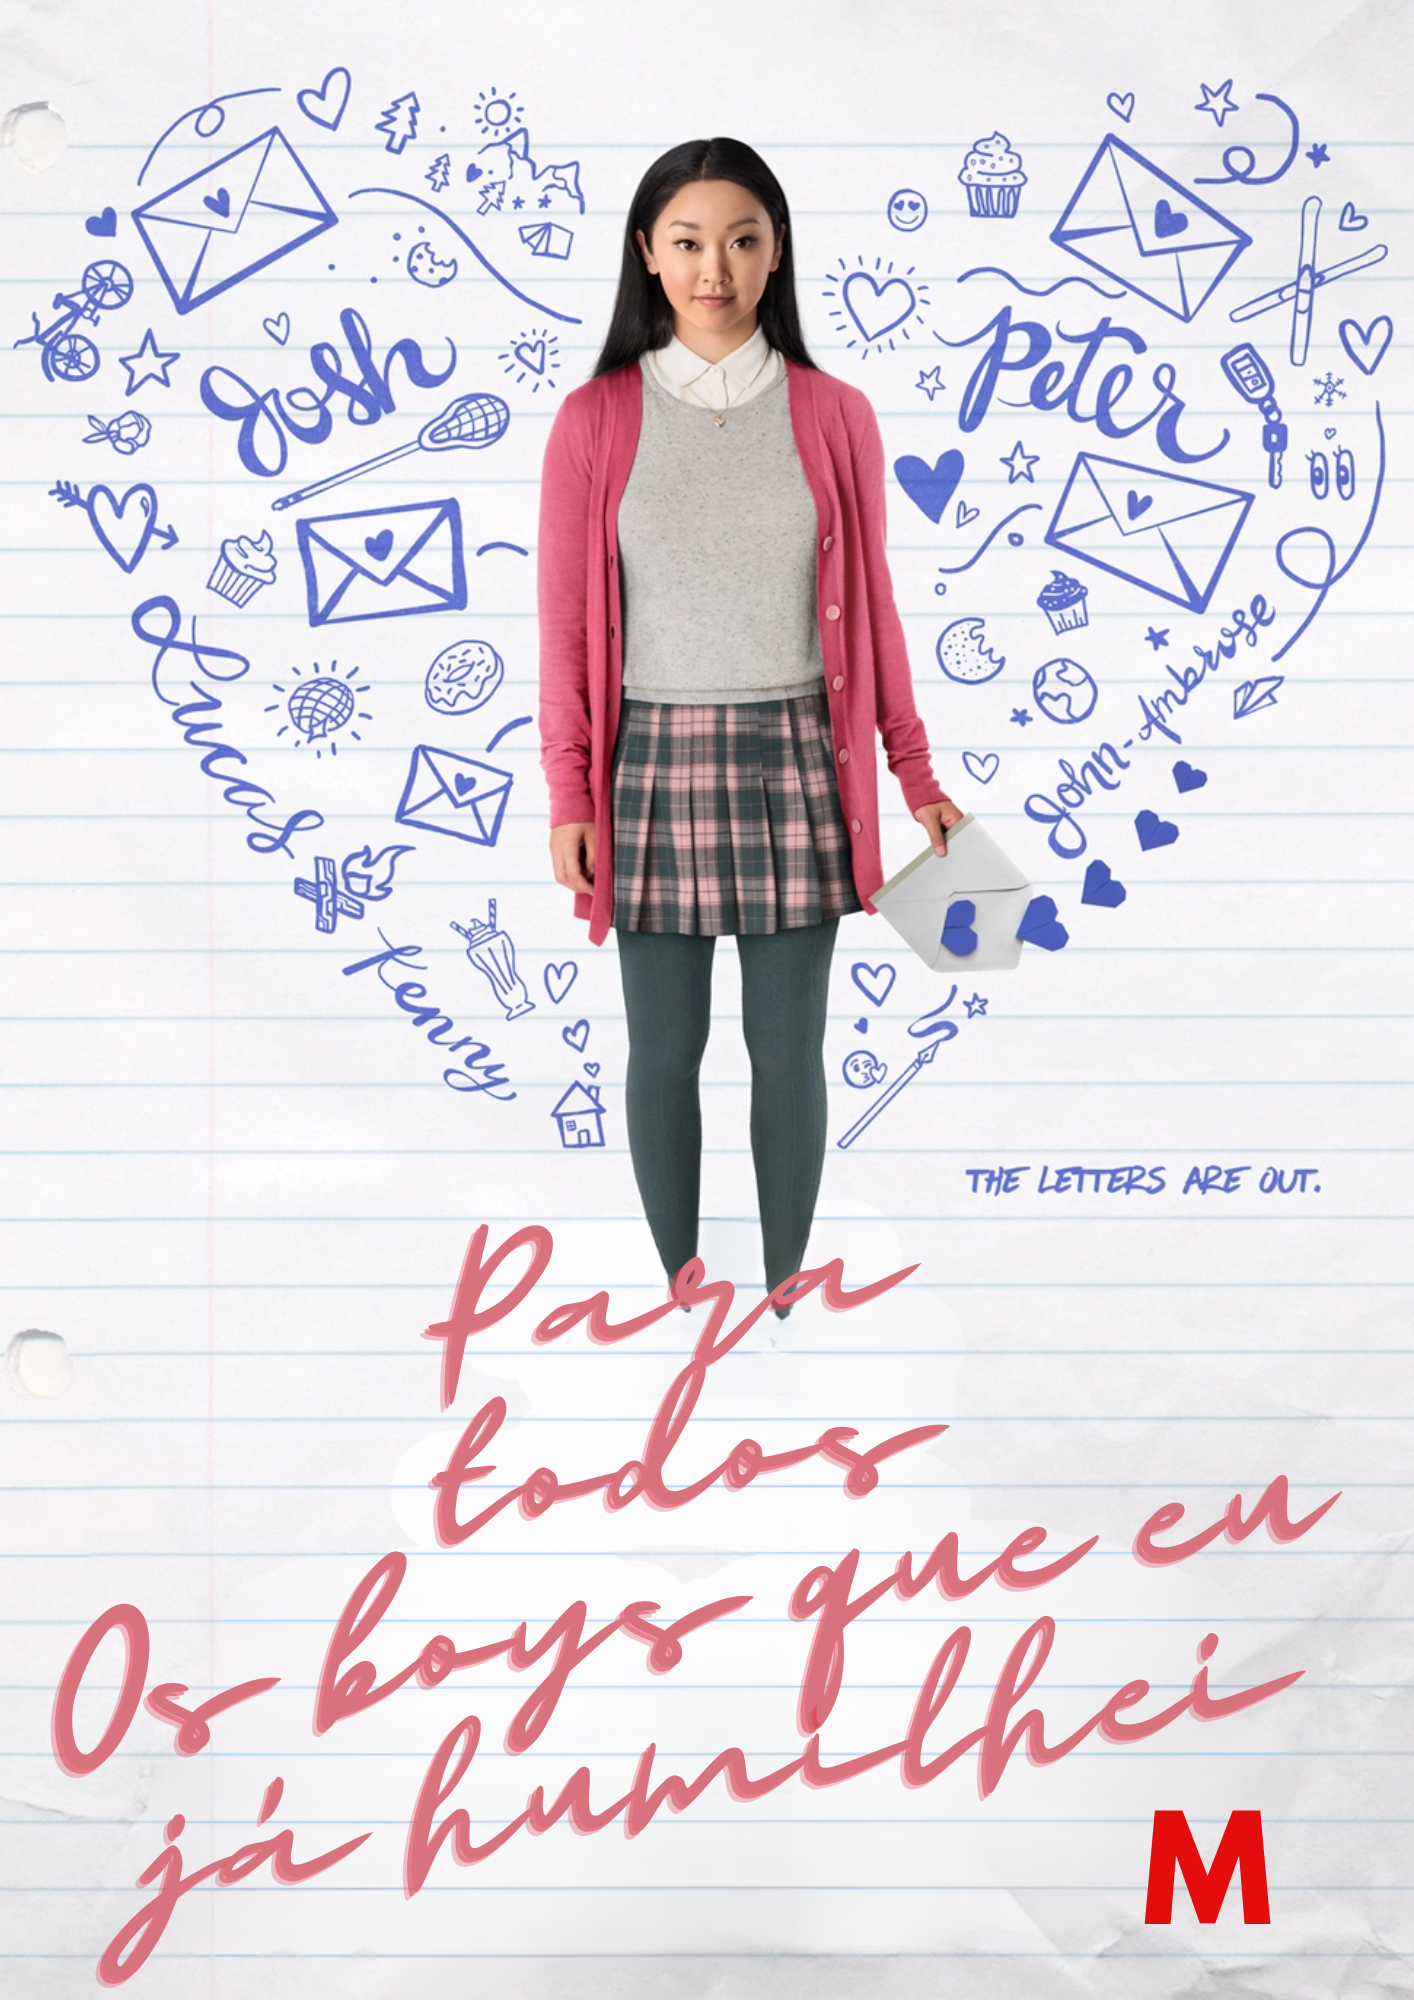 Josh
Peter
Lucas
John-Ambrose
Kenny
THE LETTERS ARE OUT.
Para
todos
Os boys que eu
já humilhei
M